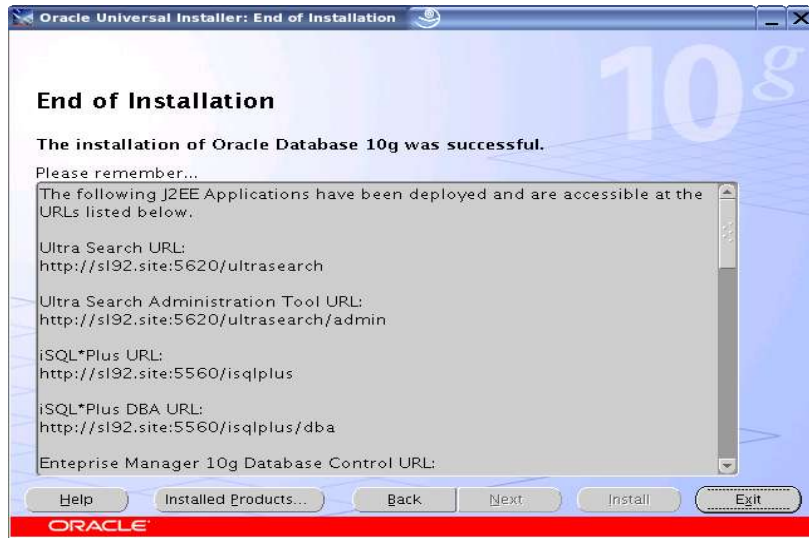 Oracle Universal Installer: End of Installation
10g
End of Installation
The installation of Oracle Database 10g was successful.
Please remember...
The following J2EE Applications have been deployed and are accessible at the
URLs listed below.
Ultra Search URL:
http://sl92.site:5620/ultrasearch
Ultra Search Administration Tool URL:
http://sl92.site:5620/ultrasearch/admin
iSQL*Plus URL:
http://sl92.site:5560/isqlplus
iSQL*Plus DBA URL:
http://sl92.site:5560/isqlplus/dba
Enteprise Manager 10g Database Control URL:
Help Installed Products... Back Next Install Exit
ORACLE